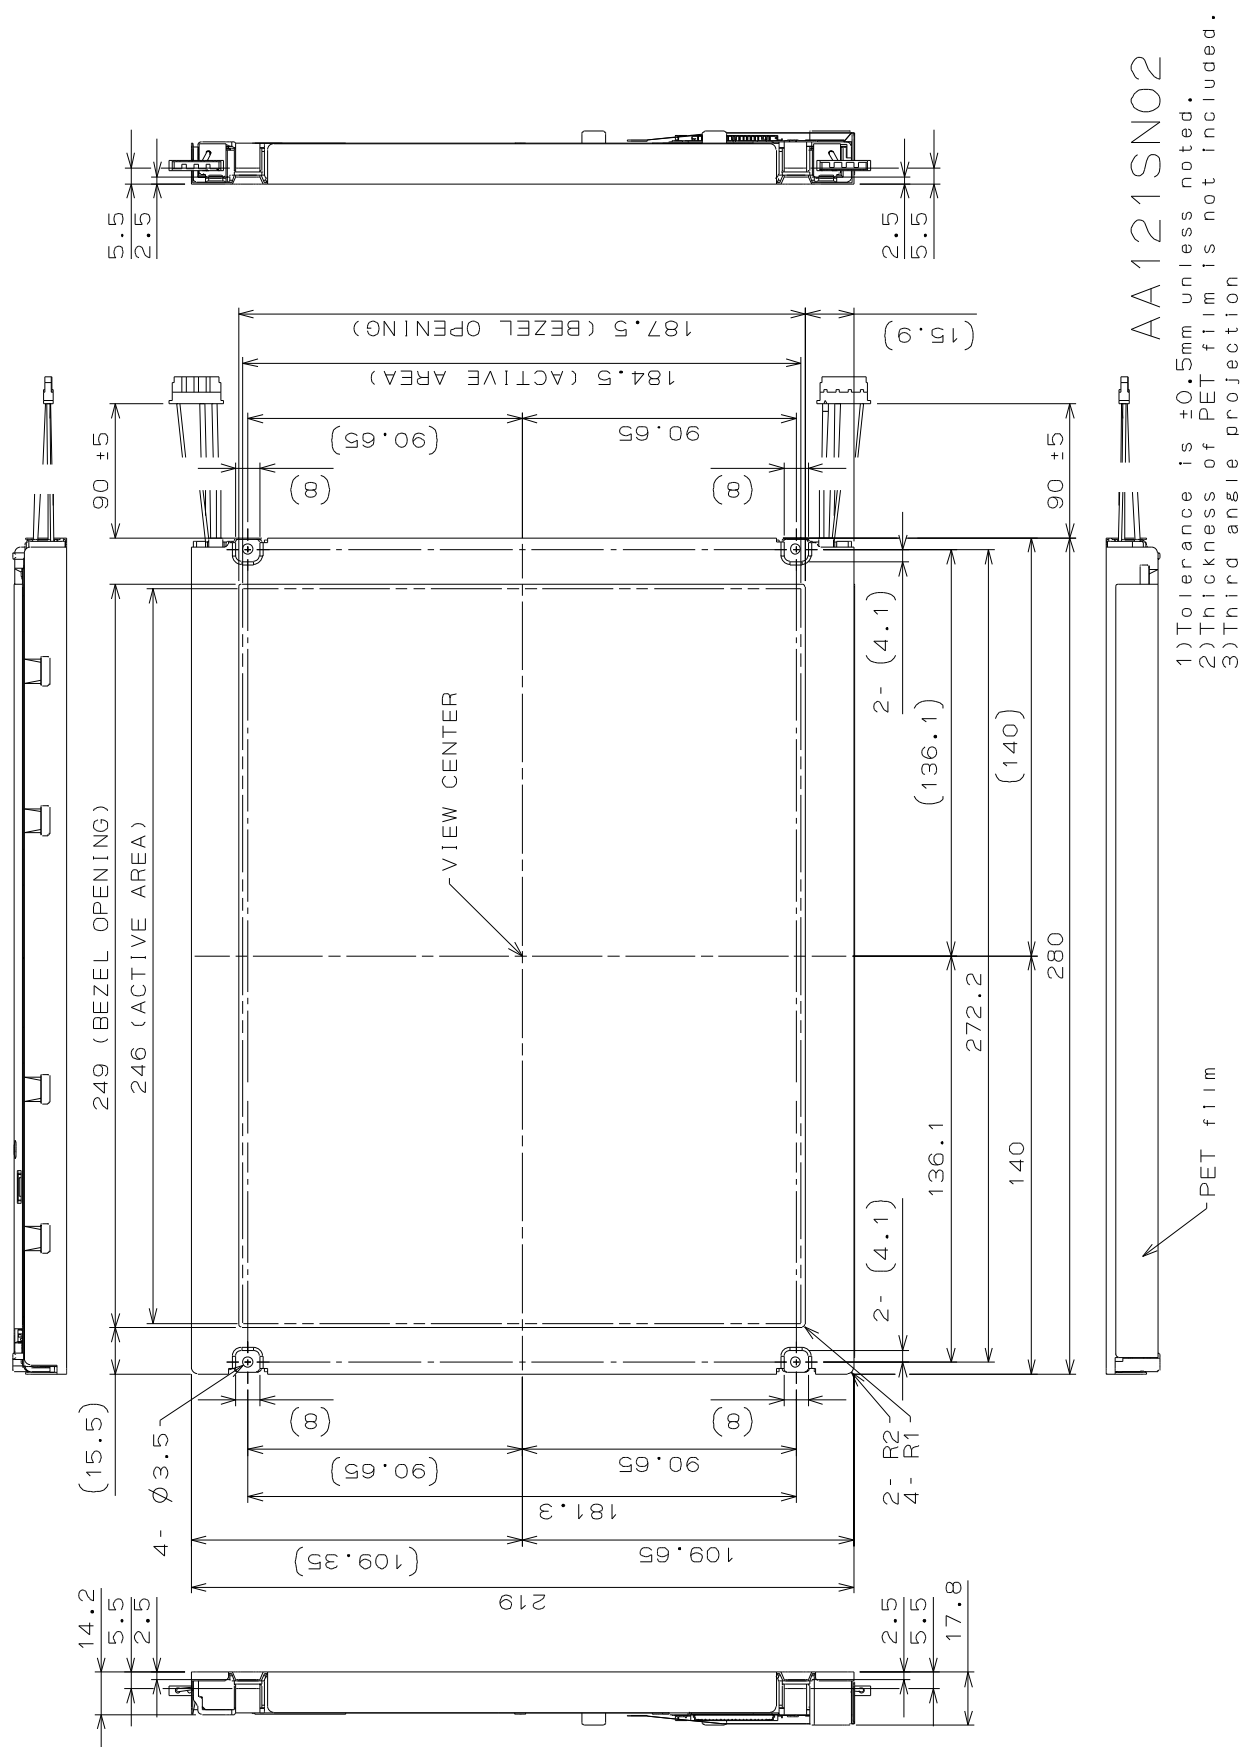 AA121SN02
1)Tolerance is ±0.5mm unless noted.
2)Thickness of PET film is not included.
3)Third angle projection
249 (BEZEL OPENING)
246 (ACTIVE AREA)
(15.5)
90 ±5
187.5 (BEZEL OPENING)
184.5 (ACTIVE AREA)
(15.9)
(90.65)
90.65
(8)
(8)
5.5
2.5
2.5
5.5
VIEW CENTER
2- (4.1)
(136.1)
(140)
90 ±5
280
272.2
136.1
140
2- (4.1)
4- Ø3.5
(8)
(8)
(90.65)
90.65
181.3
(109.35)
109.65
219
2- R2
4- R1
14.2
5.5
2.5
2.5
5.5
17.8
PET film